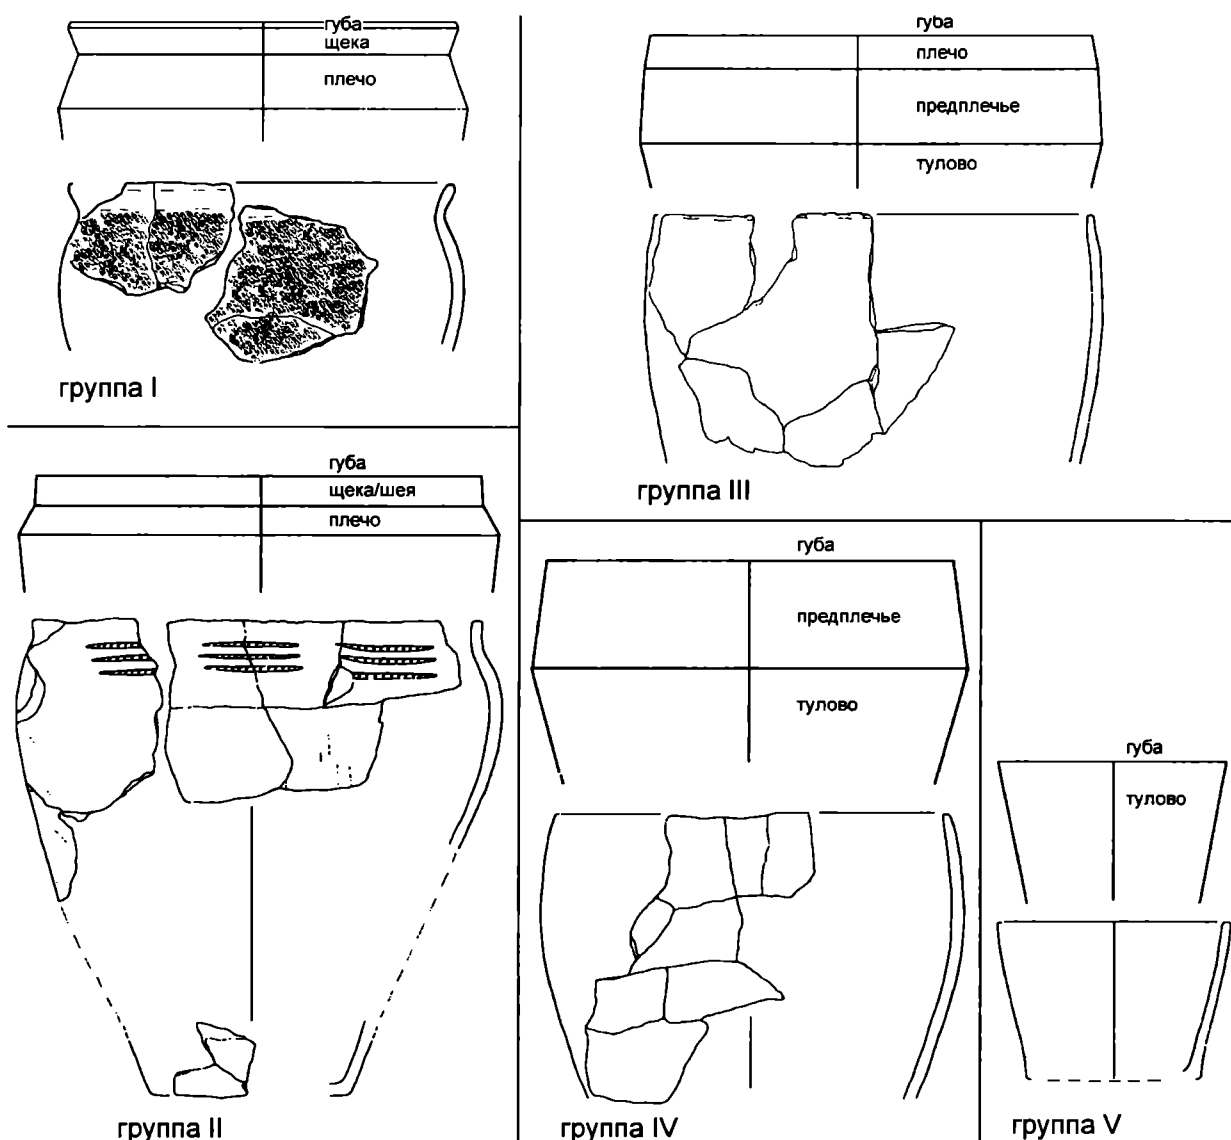 губа
щека
плечо
группа I
губа
щека/шея
плечо
группа II
губа
плечо
предплечье
тулово
группа III
губа
предплечье
тулово
группа IV
губа
тулово
группа V